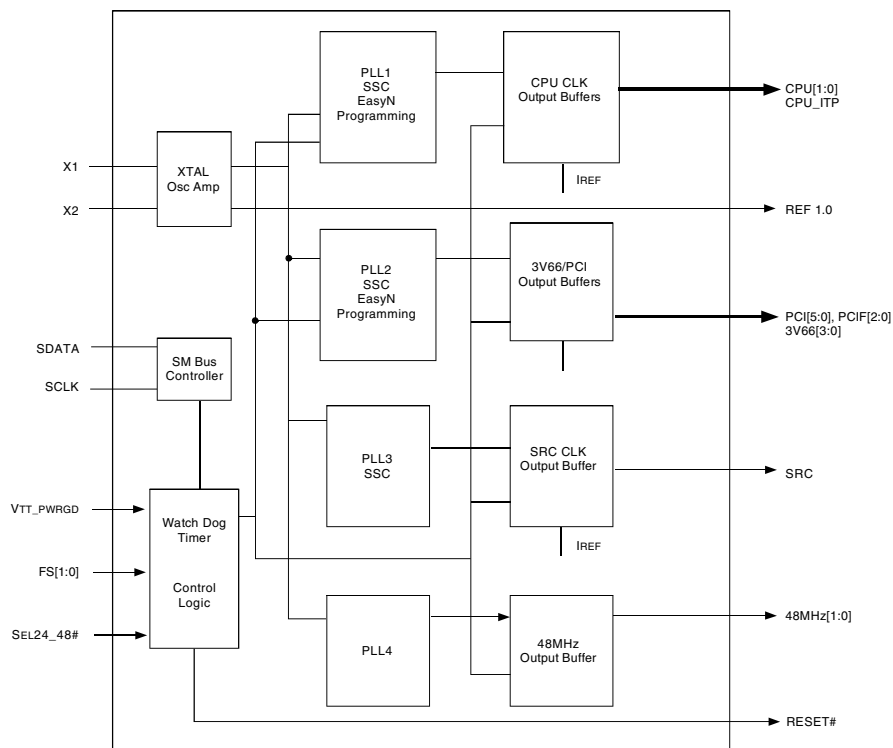 PLL1
SSC
EasyN
Programming
CPU CLK
Output Buffers
CPU[1:0]
CPU_ITP
X1
XTAL
Osc Amp
X2
IREF
REF 1.0
PLL2
SSC
EasyN
Programming
3V66/PCI
Output Buffers
PCI[5:0], PCIF[2:0]
3V66[3:0]
SDATA
SM Bus
Controller
SCLK
PLL3
SSC
SRC CLK
Output Buffer
SRC
IREF
VTT_PWRGD
Watch Dog
Timer
FS[1:0]
Control
Logic
SEL24_48#
PLL4
48MHz
Output Buffer
48MHz[1:0]
RESET#